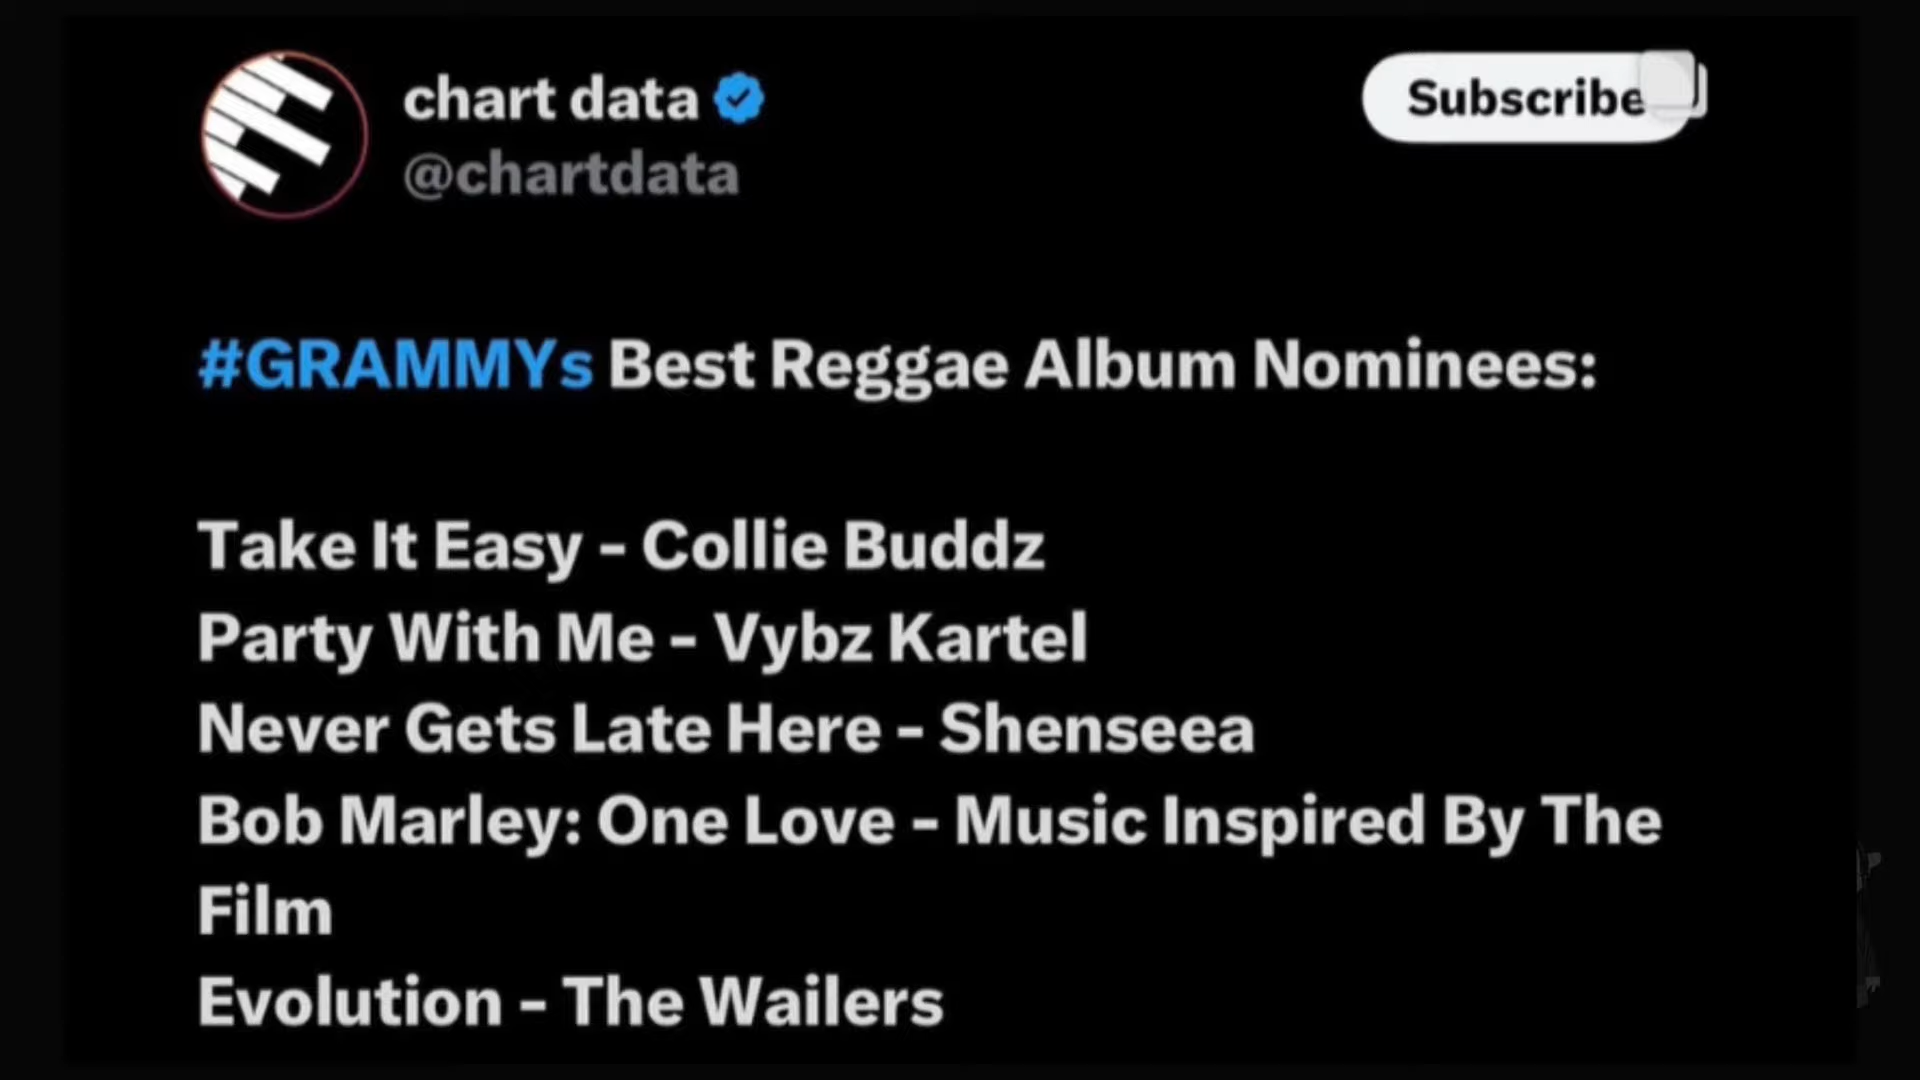 chart data
@chartdata
Subscribe
#GRAMMYs Best Reggae Album Nominees:
Take It Easy - Collie Buddz
Party With Me - Vybz Kartel
Never Gets Late Here - Shenseea
Bob Marley: One Love - Music Inspired By The
Film
Evolution - The Wailers